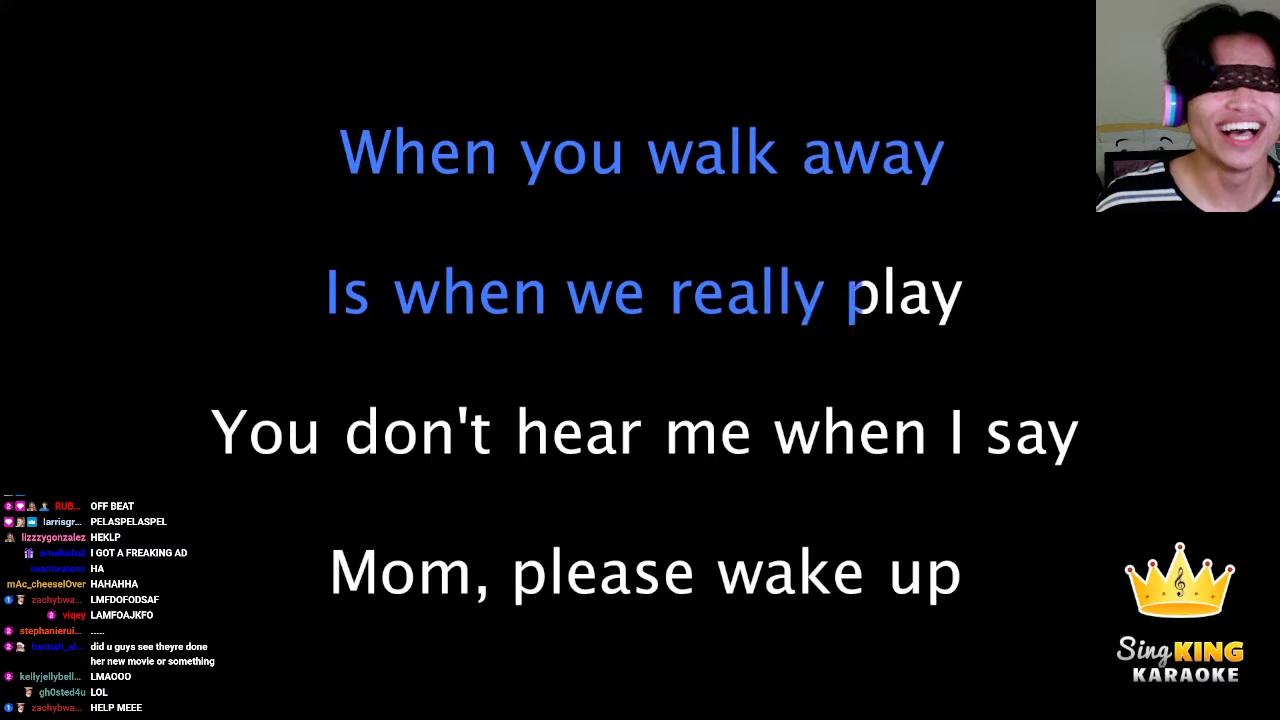 When you walk away
Is when we really play
You don't hear me when I say
Mom, please wake up
RUB... OFF BEAT
larrisgr... PELASPELASPEL
lizzzygonzalez HEKLP
I GOT A FREAKING AD
HA
mAc_cheeselOver HAHAHHA
zachybwa... LMFDOFODSAF
viqey LAMFOAJKFO
stephanierui... .....
hannah_al... did u guys see theyre done
her new movie or something
kellyjellybell... LMAOOO
gh0sted4u LOL
zachybwa... HELP MEEE
Sing KING
KARAOKE